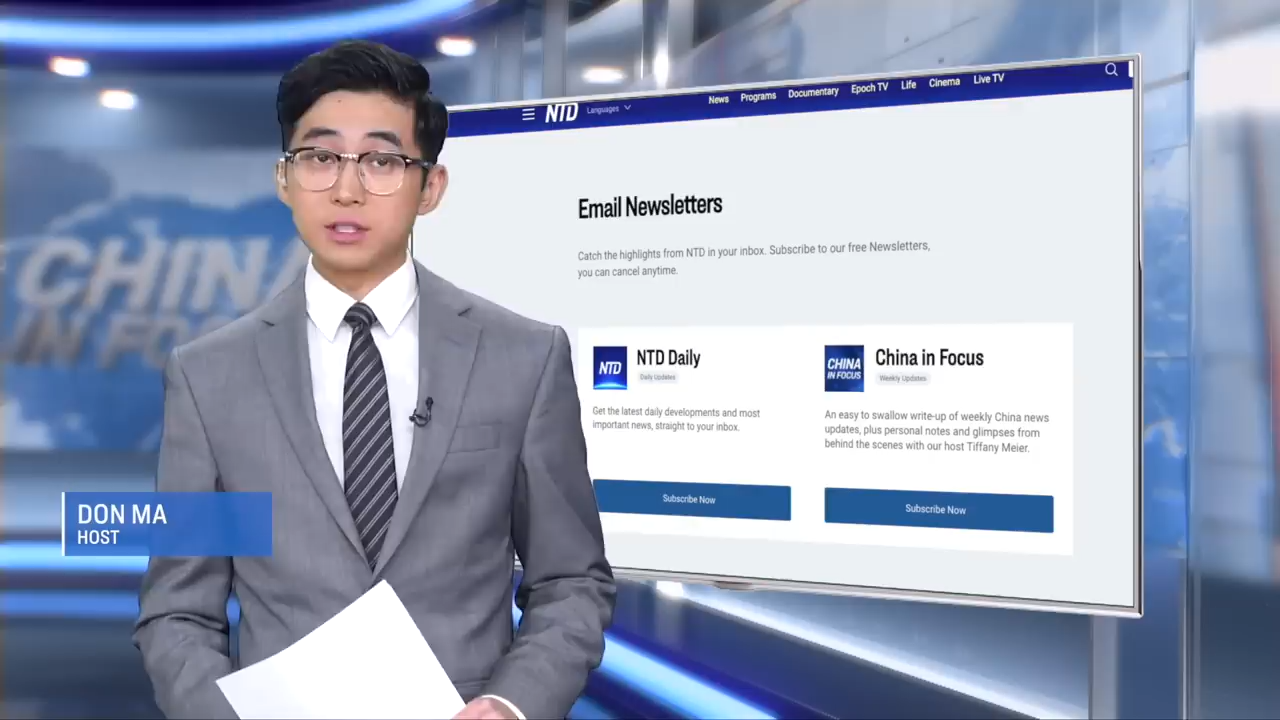 NTD
Languages
News
Programs
Documentary
Epoch TV
Life
Cinema
Live TV
Email Newsletters
Catch the highlights from NTD in your inbox. Subscribe to our free Newsletters,
you can cancel anytime.
NTD
NTD Daily
Daily Updates
Get the latest daily developments and most
important news, straight to your inbox.
Subscribe Now
CHINA
IN FOCUS
China in Focus
Weekly Updates
An easy to swallow write-up of weekly China news
updates, plus personal notes and glimpses from
behind the scenes with our host Tiffany Meier.
Subscribe Now
CHINA
IN FOC
DON MA
HOST